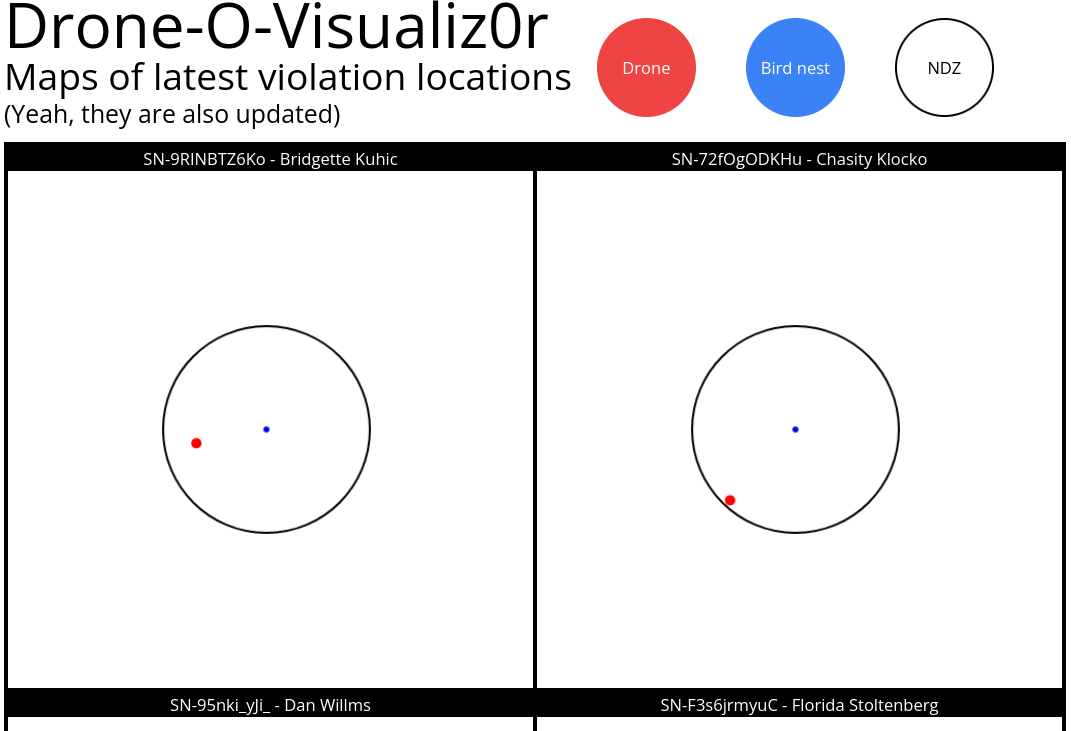 Drone-O-Visualiz0r
Maps of latest violation locations
(Yeah, they are also updated)
Drone
Bird nest
NDZ
SN-9RINBTZ6Ko - Bridgette Kuhic
SN-72fOgODKHu - Chasity Klocko
SN-95nki_yJi_ - Dan Willms
SN-F3s6jrmyuC - Florida Stoltenberg